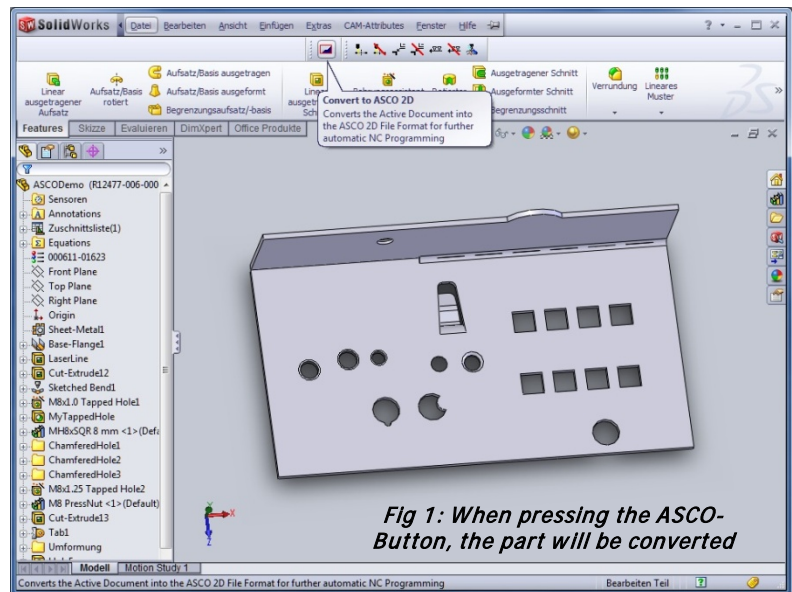 SolidWorks Datei Bearbeiten Ansicht Einfügen Extras CAM-Attributes Fenster Hilfe
Linear ausgetragener Aufsatz
Aufsatz/Basis rotiert
Aufsatz/Basis ausgetragen
Aufsatz/Basis ausgeformt
Begrenzungsaufsatz/-basis
Ausgetragener Schnitt
Ausgeformter Schnitt
Begrenzungsschnitt
Verrundung
Lineares Muster
Convert to ASCO 2D
Converts the Active Document into
the ASCO 2D File Format for further
automatic NC Programming
Features Skizze Evaluieren DimXpert Office Produkte
ASCODemo (R12477-006-000
Sensoren
Annotations
Zuschnittsliste(1)
Equations
000611-01623
Front Plane
Top Plane
Right Plane
Origin
Sheet-Metal1
Base-Flange1
LaserLine
Cut-Extrude12
Sketched Bend1
M8x1.0 Tapped Hole1
MyTappedHole
MH8xSQR 8 mm <1>(Defa
ChamferedHole1
ChamferedHole2
ChamferedHole3
M8x1.25 Tapped Hole2
M8 PressNut <1>(Default)
Cut-Extrude13
Tab1
Umformung
X
Z
Fig 1: When pressing the ASCO-
Button, the part will be converted
Modell Motion Study 1
Converts the Active Document into the ASCO 2D File Format for further automatic NC Programming Bearbeiten Teil